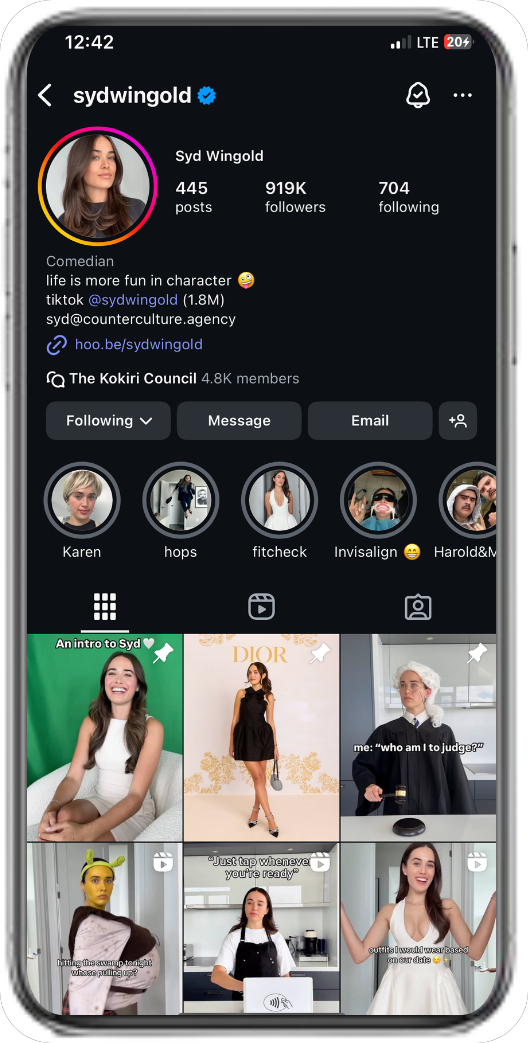 12:42
LTE
20
sydwingold
Syd Wingold
445
919K
704
posts
followers
following
Comedian
life is more fun in character 🤪
tiktok @sydwingold (1.8M)
syd@counterculture.agency
hoo.be/sydwingold
The Kokiri Council 4.8K members
Following
Message
Email
Karen
hops
fitcheck
Invisalign 😁
Harold&M
An intro to Syd 🤍
DIOR
me: “who am I to judge?”
hitting the swamp tonight
whose pulling up?
“Just tap whenever
you’re ready”
outfits I would wear based
on our date